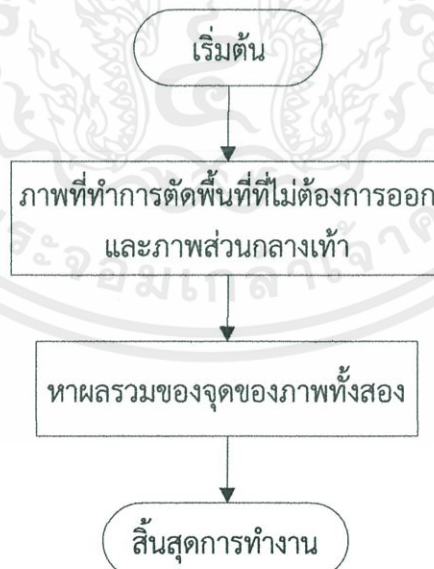 เริ่มต้น
ภาพที่ทำการตัดพื้นที่ที่ไม่ต้องการออก
และภาพส่วนกลางเท้า
หาผลรวมของจุดของภาพทั้งสอง
สิ้นสุดการทำงาน